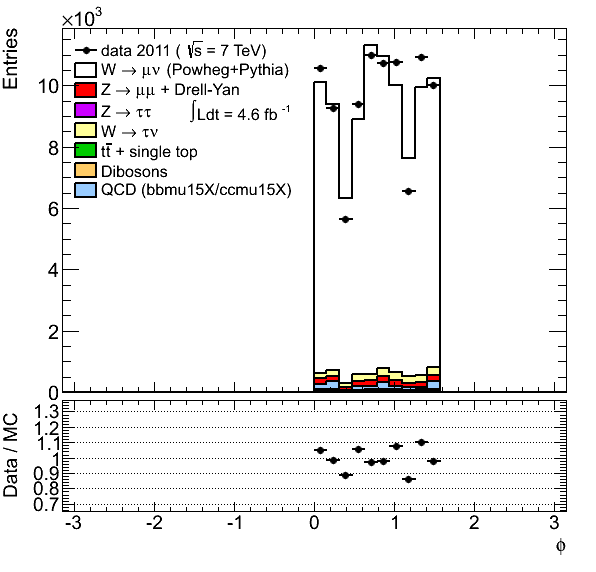 ×10³
Entries
data 2011 ( √s = 7 TeV)
W → μν (Powheg+Pythia)
Z → μμ + Drell-Yan
Z → ττ
∫Ldt = 4.6 fb⁻¹
W → τν
tt̄ + single top
Dibosons
QCD (bbmu15X/ccmu15X)
10
8
6
4
2
0
Data / MC
1.3
1.2
1.1
1
0.9
0.8
0.7
-3 -2 -1 0 1 2 3
ϕ